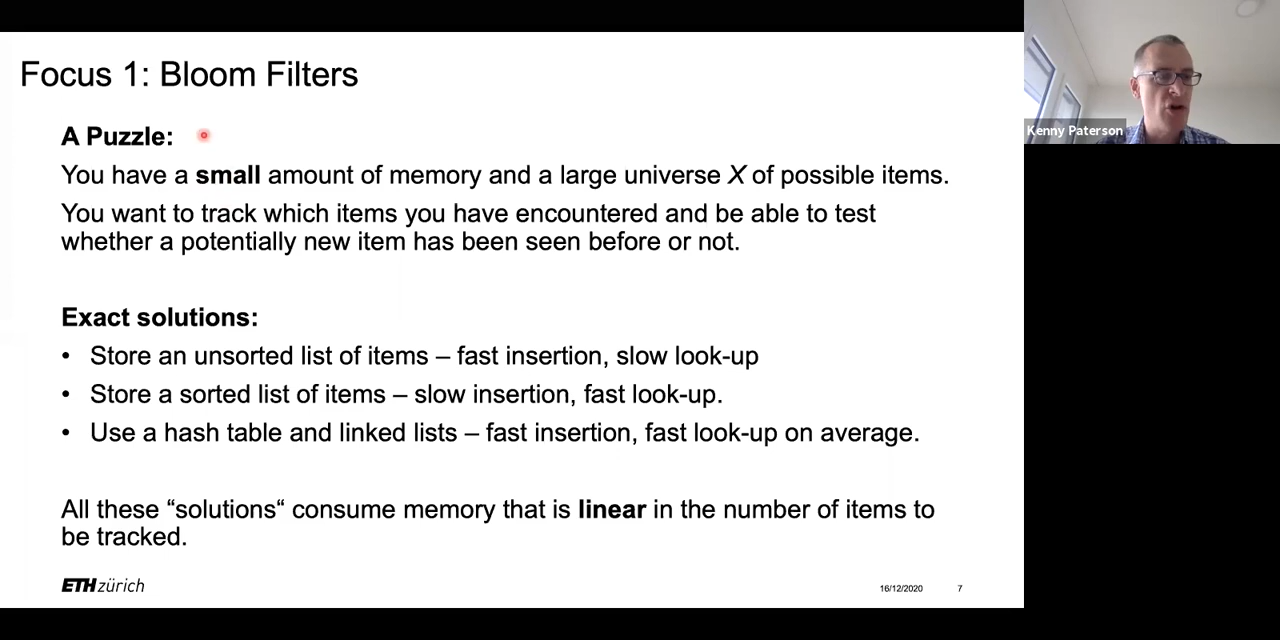 Focus 1: Bloom Filters
A Puzzle:
You have a small amount of memory and a large universe X of possible items.
You want to track which items you have encountered and be able to test
whether a potentially new item has been seen before or not.
Exact solutions:
• Store an unsorted list of items – fast insertion, slow look-up
• Store a sorted list of items – slow insertion, fast look-up.
• Use a hash table and linked lists – fast insertion, fast look-up on average.
All these “solutions“ consume memory that is linear in the number of items to
be tracked.
ETH zürich
16/12/2020
7
Kenny Paterson